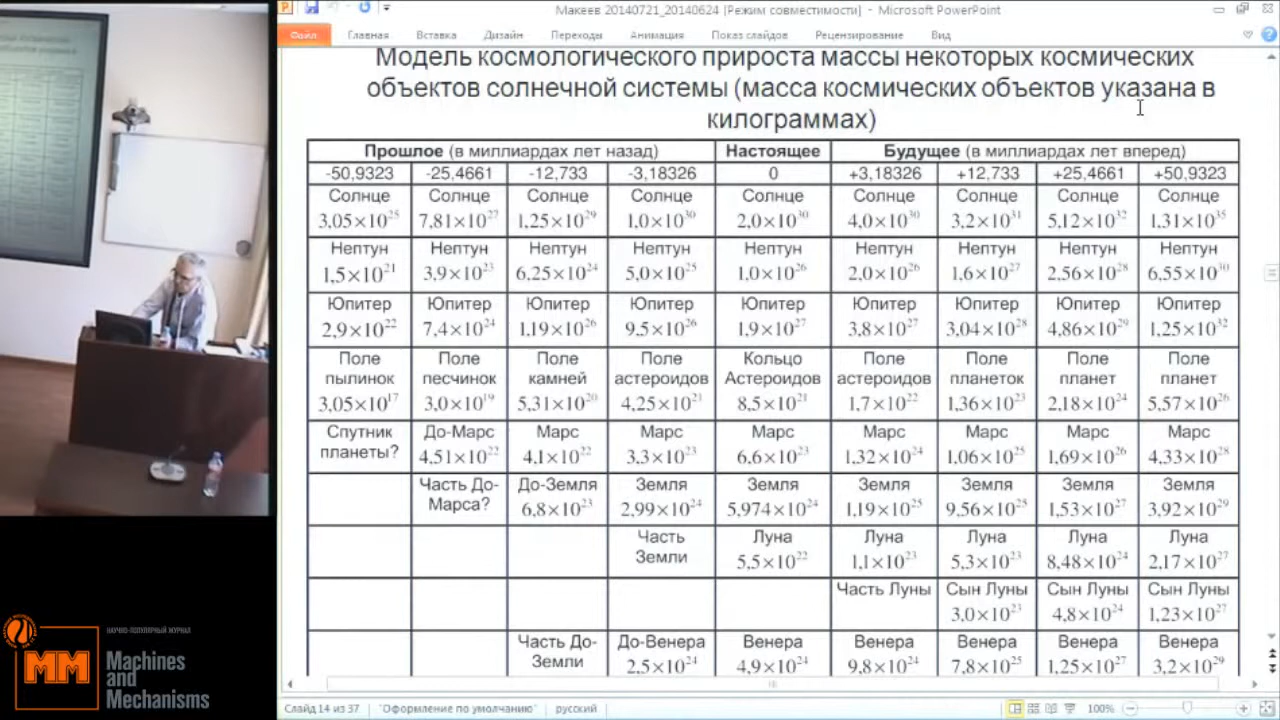 Макеев 20140721_20140624 [Режим совместимости] - Microsoft PowerPoint
Файл Главная Вставка Дизайн Переходы Анимация Показ слайдов Рецензирование Вид
Модель космологического прироста массы некоторых космических
объектов солнечной системы (масса космических объектов указана в
килограммах)
Прошлое (в миллиардах лет назад) Настоящее Будущее (в миллиардах лет вперед)
-50,9323 -25,4661 -12,733 -3,18326 0 +3,18326 +12,733 +25,4661 +50,9323
Солнце Солнце Солнце Солнце Солнце Солнце Солнце Солнце Солнце
3,05×10²⁵ 7,81×10²⁷ 1,25×10²⁹ 1,0×10³⁰ 2,0×10³⁰ 4,0×10³⁰ 3,2×10³¹ 5,12×10³² 1,31×10³⁵
Нептун Нептун Нептун Нептун Нептун Нептун Нептун Нептун Нептун
1,5×10²¹ 3.9×10²³ 6.25×10²⁴ 5,0×10²⁵ 1,0×10²⁶ 2,0×10²⁶ 1,6×10²⁷ 2,56×10²⁸ 6,55×10³⁰
Юпитер Юпитер Юпитер Юпитер Юпитер Юпитер Юпитер Юпитер Юпитер
2,9×10²² 7,4×10²⁴ 1,19×10²⁶ 9.5×10²⁶ 1,9×10²⁷ 3,8×10²⁷ 3,04×10²⁸ 4,86×10²⁹ 1,25×10³²
Поле Поле Поле Поле Кольцо Поле Поле Поле Поле
пылинок песчинок камней астероидов Астероидов астероидов планеток планет планет
3,05×10¹⁷ 3,0×10¹⁹ 5,31×10²⁰ 4,25×10²¹ 8,5×10²¹ 1.7×10²² 1,36×10²³ 2,18×10²⁴ 5,57×10²⁶
Спутник До-Марс Марс Марс Марс Марс Марс Марс Марс
планеты? 4,51×10²² 4,1×10²² 3,3×10²³ 6,6×10²³ 1,32×10²⁴ 1,06×10²⁵ 1,69×10²⁶ 4,33×10²⁸
Часть До- До-Земля Земля Земля Земля Земля Земля Земля
Марса? 6,8×10²³ 2,99×10²⁴ 5,974×10²⁴ 1,19×10²⁵ 9,56×10²⁵ 1,53×10²⁷ 3,92×10²⁹
Часть Луна Луна Луна Луна Луна
Земли 5,5×10²² 1,1×10²³ 5,3×10²³ 8,48×10²⁴ 2,17×10²⁷
Часть Луны Сын Луны Сын Луны Сын Луны
3,0×10²³ 4,8×10²⁴ 1,23×10²⁷
Часть До- До-Венера Венера Венера Венера Венера Венера
Земли 2,5×10²⁴ 4,9×10²⁴ 9,8×10²⁴ 7,8×10²⁵ 1,25×10²⁷ 3,2×10²⁹
Слайд 14 из 37 "Оформление по умолчанию" русский 100%
НАУЧНО-ПОПУЛЯРНЫЙ ЖУРНАЛ
ММ
Machines
and
Mechanisms